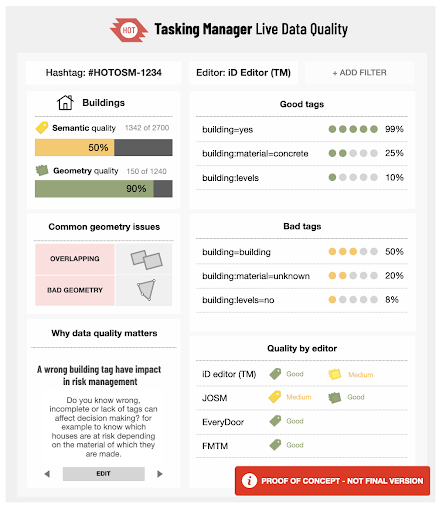 HOT
Tasking Manager Live Data Quality
Hashtag: #HOTOSM-1234
Editor: iD Editor (TM)
+ ADD FILTER
Buildings
Semantic quality 1342 of 2700
50%
Geometry quality 150 of 1240
90%
Common geometry issues
OVERLAPPING
BAD GEOMETRY
Why data quality matters
A wrong building tag have impact
in risk management
Do you know wrong,
incomplete or lack of tags can
affect decision making? for
example to know which
houses are at risk depending
on the material of which they
are made.
EDIT
Good tags
building=yes 99%
building:material=concrete 25%
building:levels 10%
Bad tags
building=building 50%
building:material=unknown 20%
building:levels=no 8%
Quality by editor
iD editor (TM) Good Medium
JOSM Medium Good
EveryDoor Good
FMTM Good
i PROOF OF CONCEPT - NOT FINAL VERSION